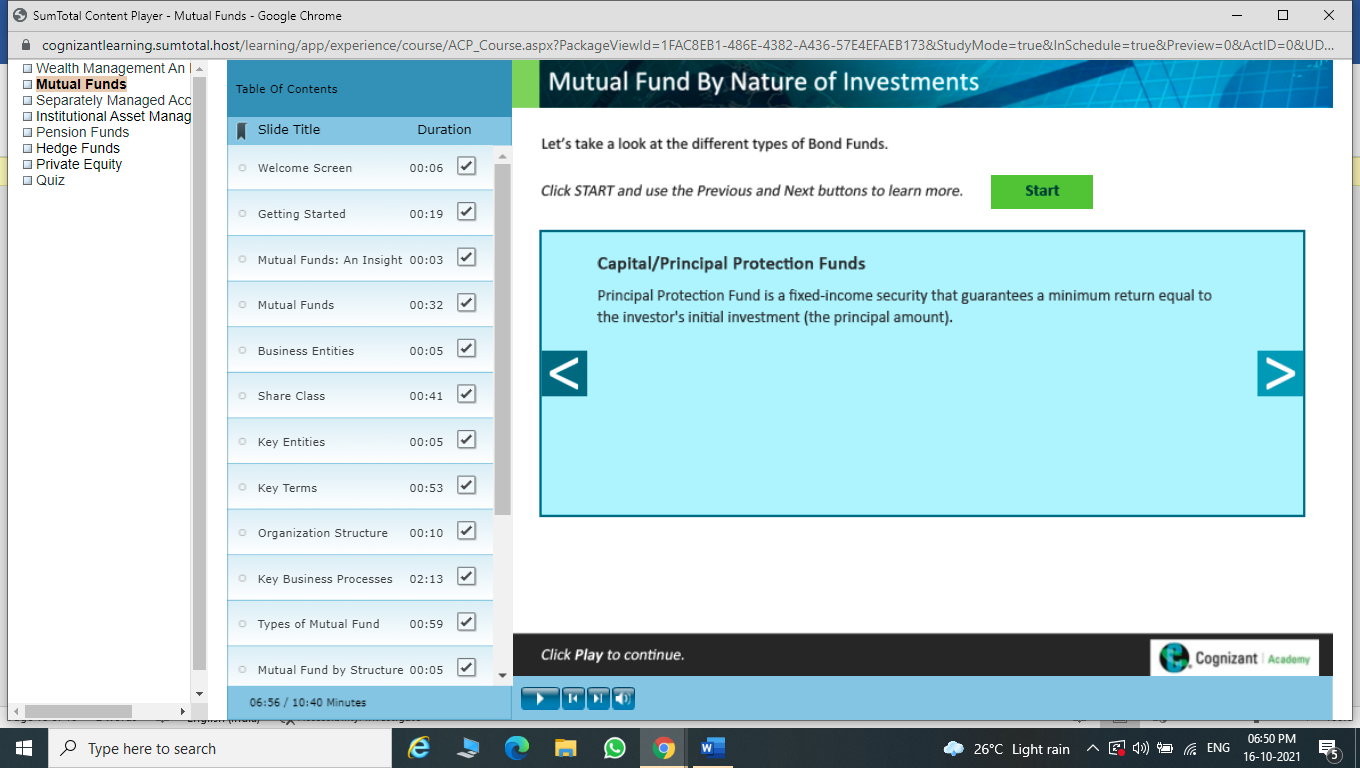 SumTotal Content Player - Mutual Funds - Google Chrome
cognizantlearning.sumtotal.host/learning/app/experience/course/ACP_Course.aspx?PackageViewId=1FAC8EB1-486E-4382-A436-57E4EFAEB173&StudyMode=true&InSchedule=true&Preview=0&ActID=0&UD...
Wealth Management An I
Mutual Funds
Separately Managed Acc
Institutional Asset Manag
Pension Funds
Hedge Funds
Private Equity
Quiz
Table Of Contents
Slide Title Duration
Welcome Screen 00:06
Getting Started 00:19
Mutual Funds: An Insight 00:03
Mutual Funds 00:32
Business Entities 00:05
Share Class 00:41
Key Entities 00:05
Key Terms 00:53
Organization Structure 00:10
Key Business Processes 02:13
Types of Mutual Fund 00:59
Mutual Fund by Structure 00:05
06:56 / 10:40 Minutes
Mutual Fund By Nature of Investments
Let's take a look at the different types of Bond Funds.
Click START and use the Previous and Next buttons to learn more.
Start
Capital/Principal Protection Funds
Principal Protection Fund is a fixed-income security that guarantees a minimum return equal to
the investor's initial investment (the principal amount).
< >
Click Play to continue.
Cognizant | Academy
Type here to search
26°C Light rain
ENG
06:50 PM
16-10-2021
5